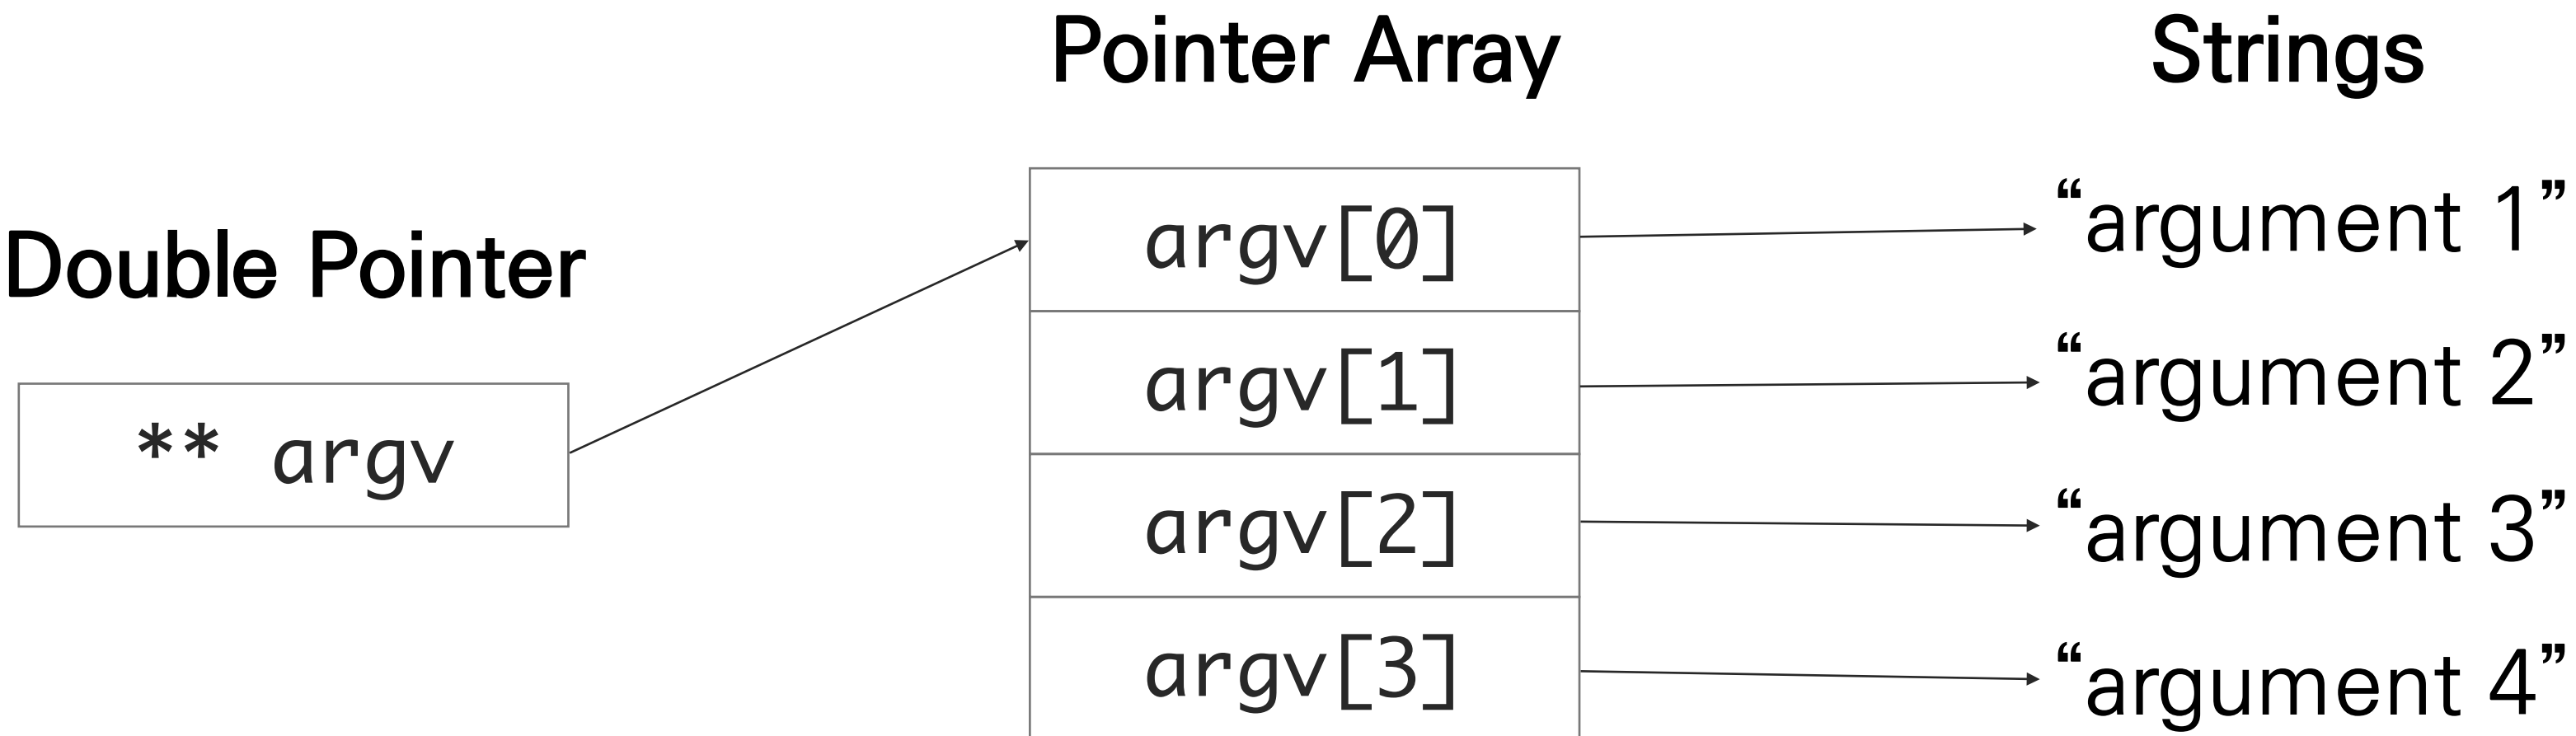 Pointer Array
Strings
Double Pointer
** argv
argv[0]
argv[1]
argv[2]
argv[3]
“argument 1”
“argument 2”
“argument 3”
“argument 4”